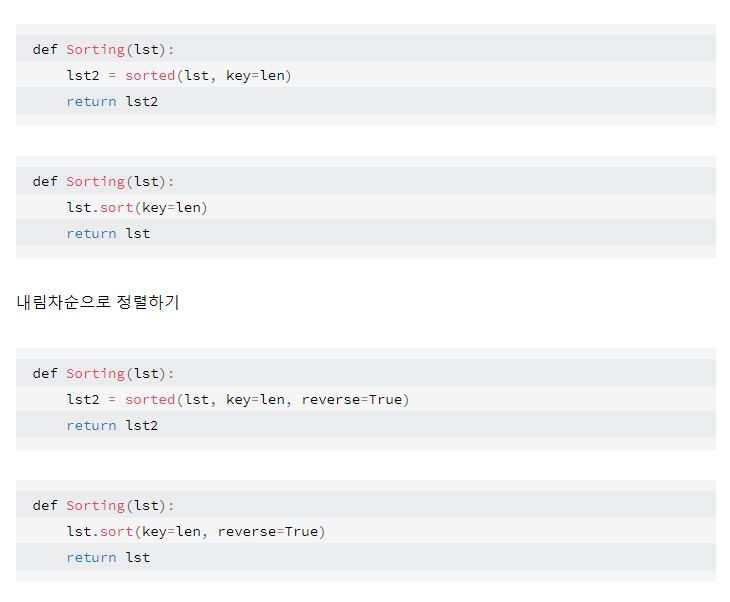 def Sorting(lst):
    lst2 = sorted(lst, key=len)
    return lst2
def Sorting(lst):
    lst.sort(key=len)
    return lst
내림차순으로 정렬하기
def Sorting(lst):
    lst2 = sorted(lst, key=len, reverse=True)
    return lst2
def Sorting(lst):
    lst.sort(key=len, reverse=True)
    return lst